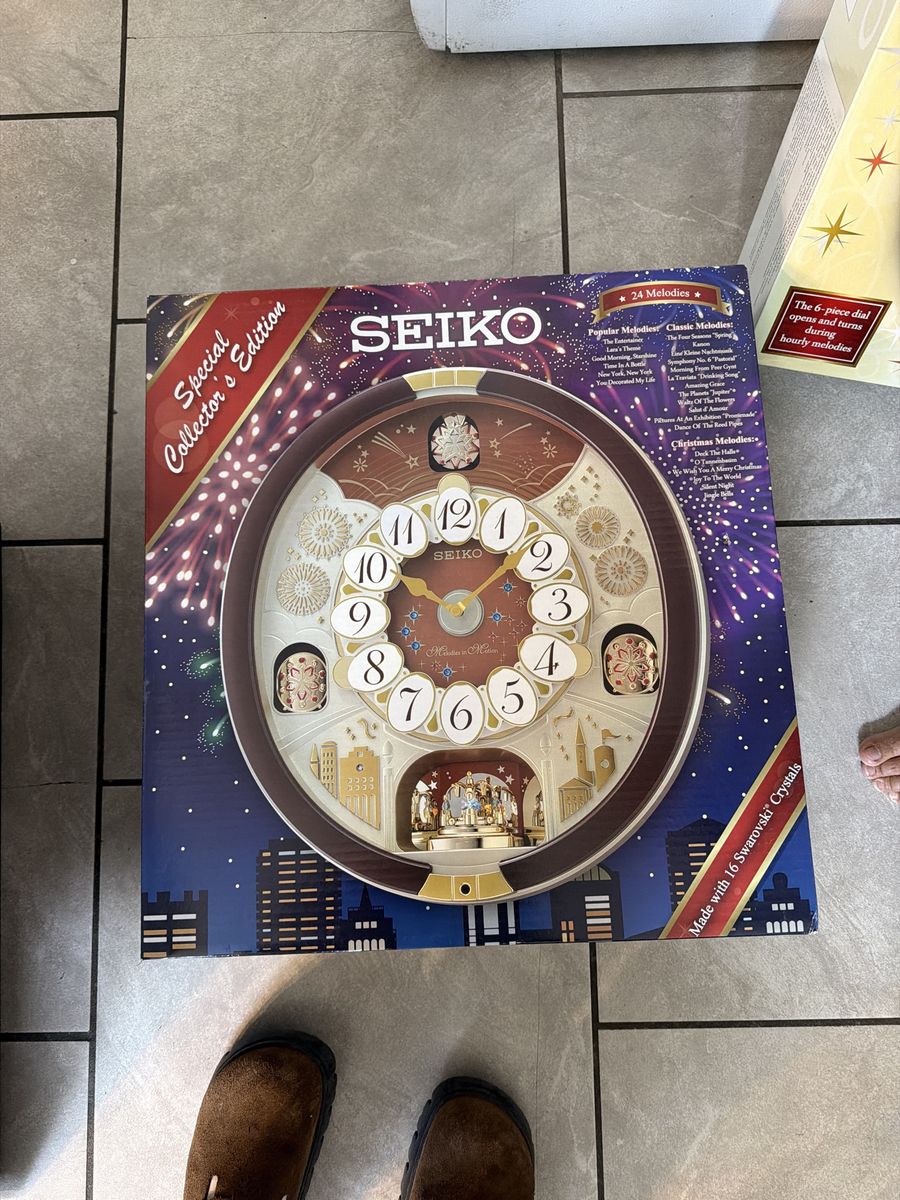 Special
Collector's Edition
SEIKO
24 Melodies
Popular Melodies:
The Entertainer
Lara's Theme
Good Morning, Starshine
Time In A Bottle
New York, New York
You Decorated My Life
Classic Melodies:
The Four Seasons "Spring"
Kanon
Eine Kleine Nachtmusik
Symphony No. 6 "Pastoral"
Morning From Peer Gynt
La Traviata "Drinking Song"
Amazing Grace
The Planets "Jupiter"
Waltz Of The Flowers
Salut d' Amour
Pictures At An Exhibition "Promenade"
Dance Of The Reed Pipes
Christmas Melodies:
Deck The Halls
O Tannenbaum
We Wish You A Merry Christmas
Joy To The World
Silent Night
Jingle Bells
12
1
2
3
4
5
6
7
8
9
10
11
SEIKO
Melodies in Motion
Made with 16 Swarovski® Crystals
The 6-piece dial
opens and turns
during
hourly melodies